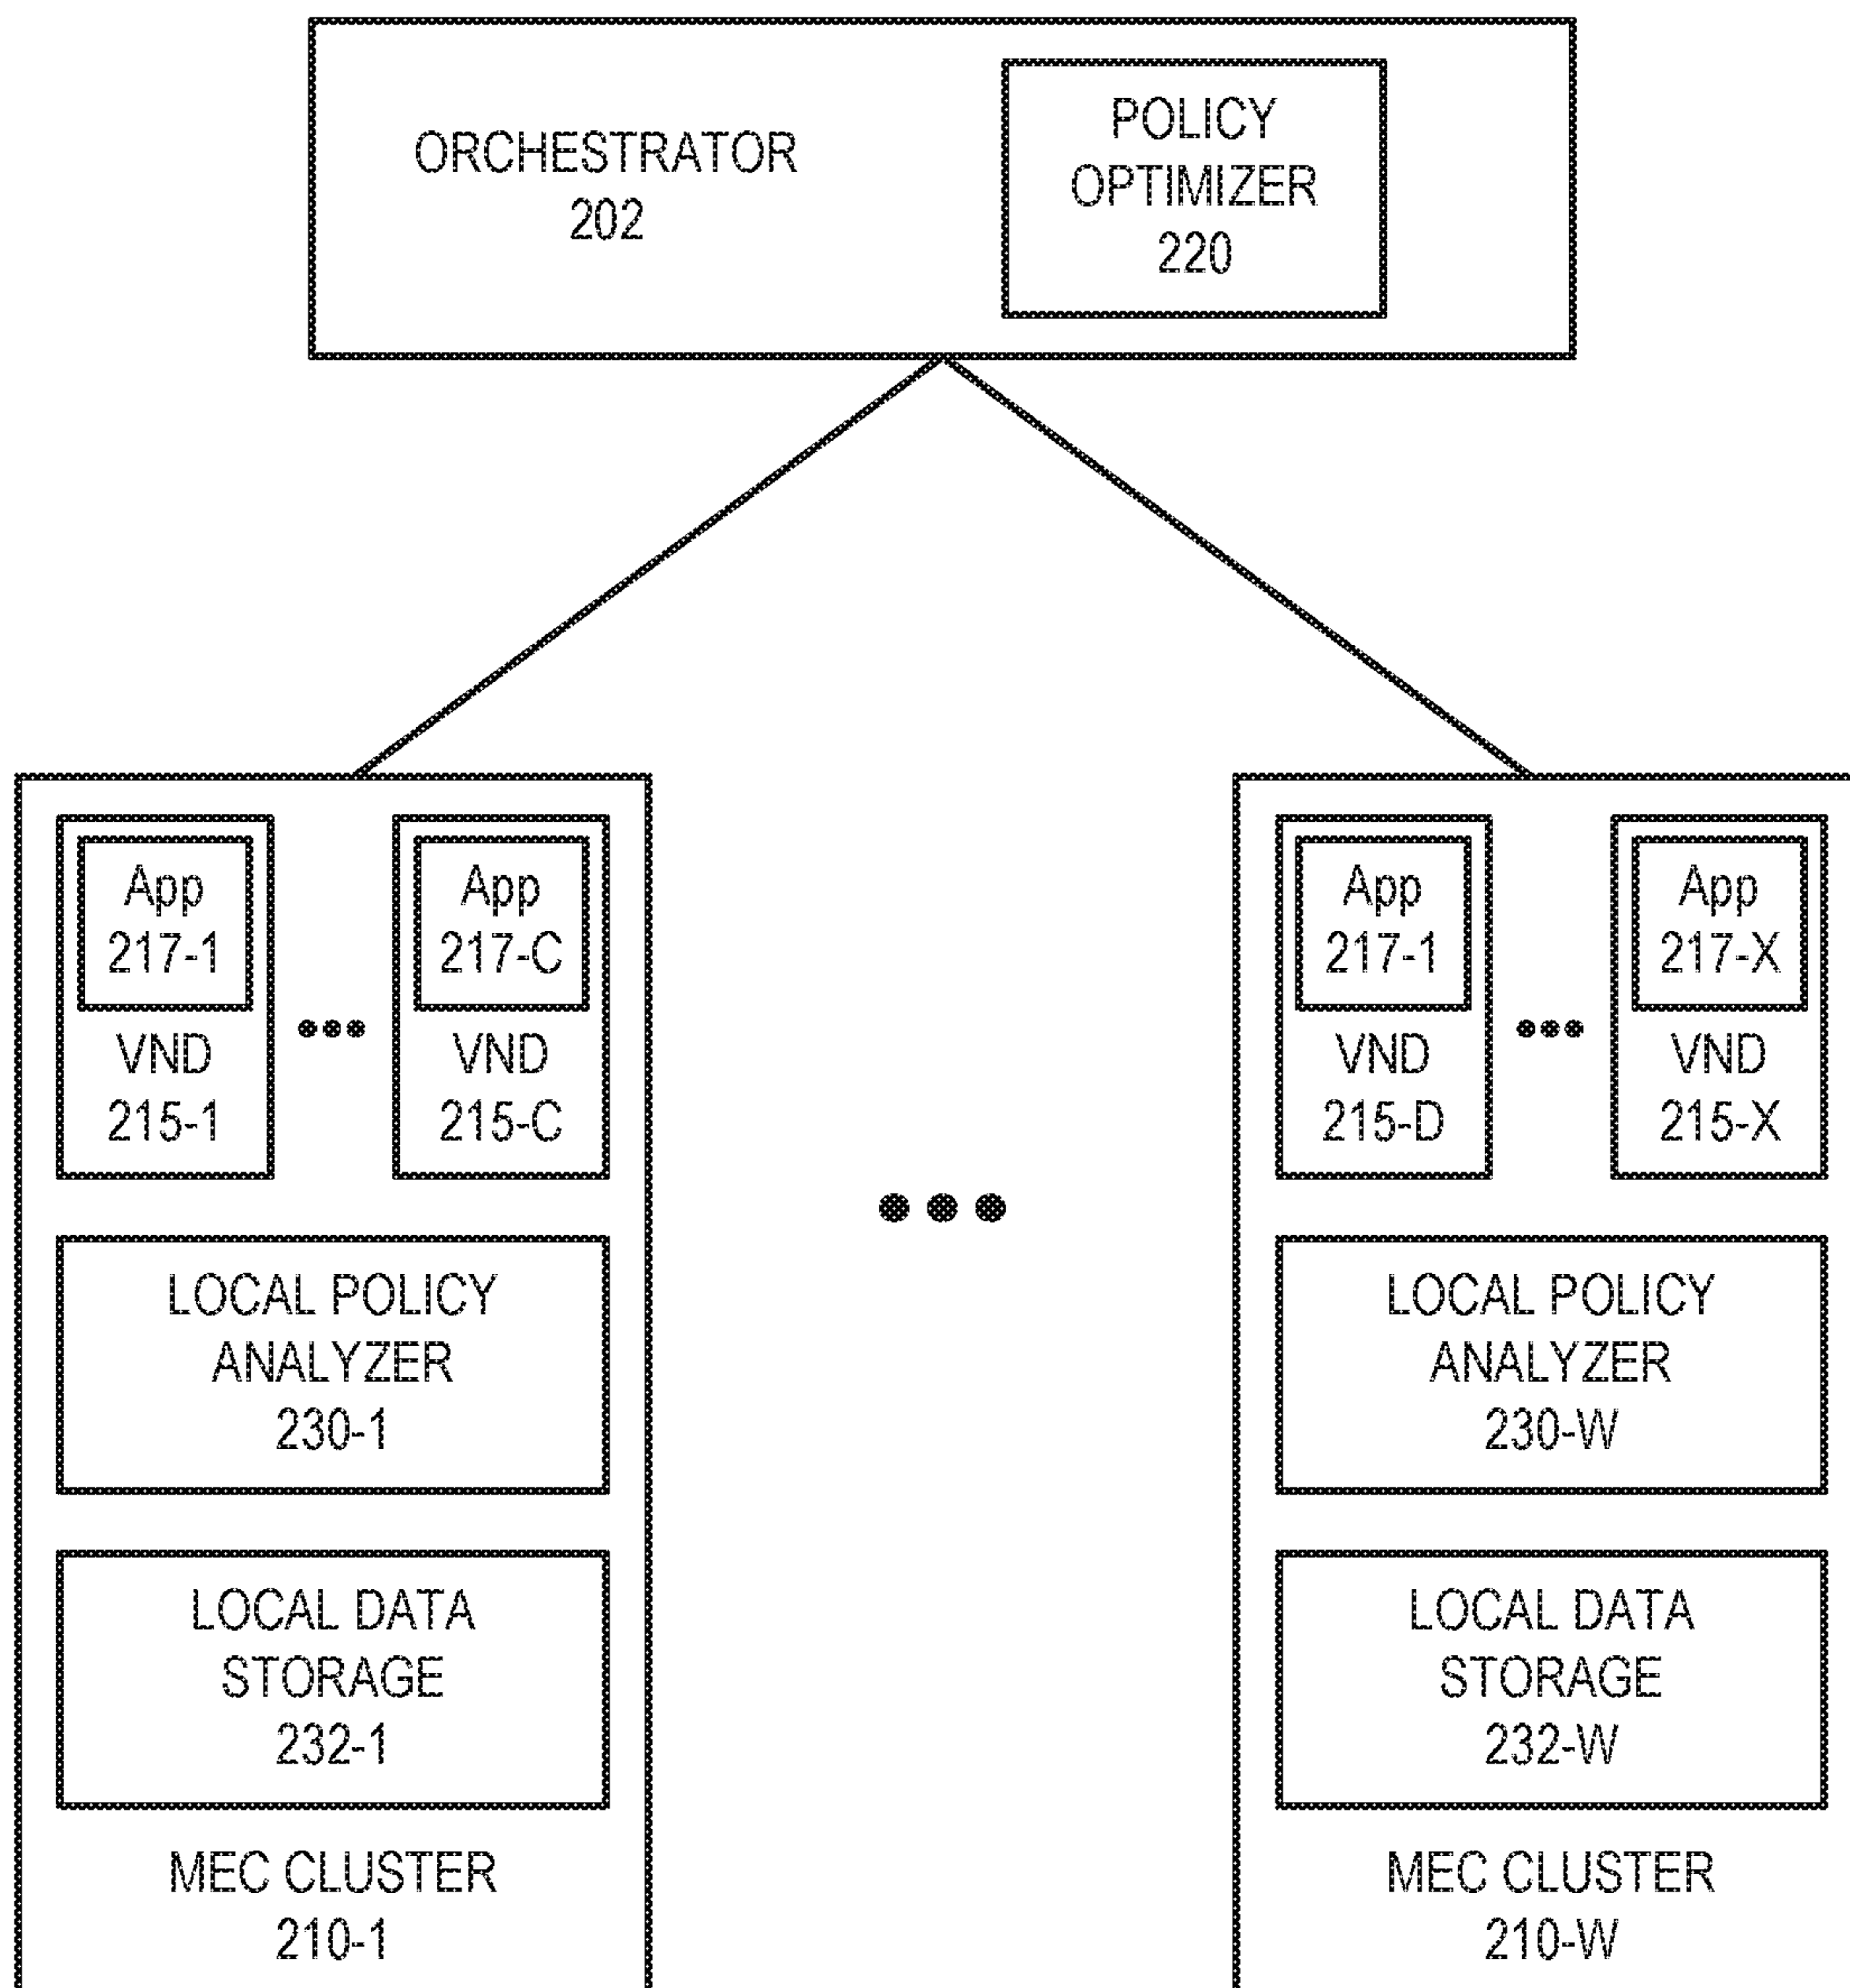 ORCHESTRATOR
202
POLICY
OPTIMIZER
220
App
217-1
VND
215-1
App
217-C
VND
215-C
LOCAL POLICY
ANALYZER
230-1
LOCAL DATA
STORAGE
232-1
MEC CLUSTER
210-1
App
217-1
VND
215-D
App
217-X
VND
215-X
LOCAL POLICY
ANALYZER
230-W
LOCAL DATA
STORAGE
232-W
MEC CLUSTER
210-W